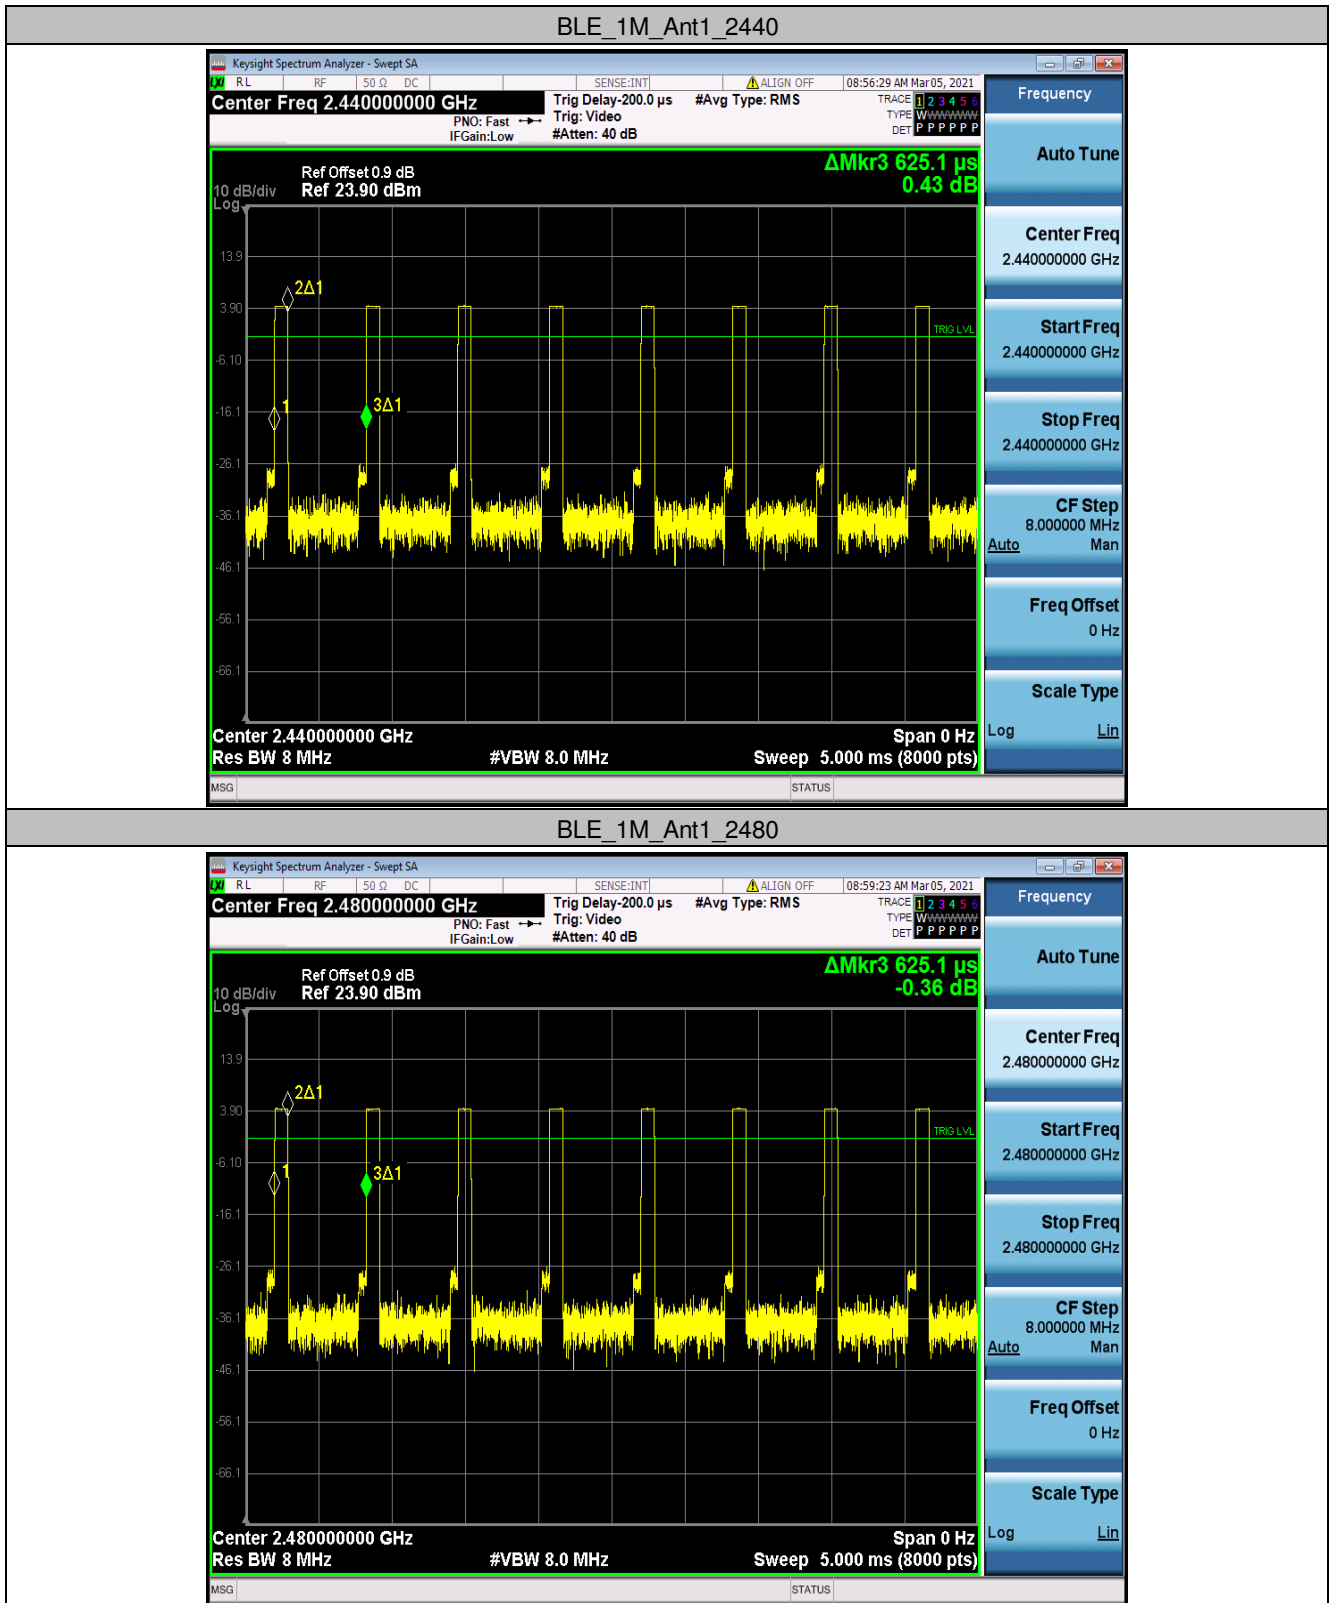 BLE_1M_Ant1_2440
Keysight Spectrum Analyzer - Swept SA
LXI RL RF 50 Ω DC SENSE:INT ALIGN OFF 08:56:29 AM Mar 05, 2021
Center Freq 2.440000000 GHz
PNO: Fast
IFGain:Low
Trig Delay-200.0 µs
Trig: Video
#Atten: 40 dB
#Avg Type: RMS
TRACE 1 2 3 4 5 6
TYPE WWWWWW
DET P P P P P P
ΔMkr3 625.1 µs
0.43 dB
Ref Offset 0.9 dB
10 dB/div Ref 23.90 dBm
Log
13.9
3.90
-6.10
-16.1
-26.1
-36.1
-46.1
-56.1
-66.1
2Δ1
TRIG LVL
1
3Δ1
Center 2.440000000 GHz Span 0 Hz
Res BW 8 MHz #VBW 8.0 MHz Sweep 5.000 ms (8000 pts)
MSG STATUS
Frequency
Auto Tune
Center Freq
2.440000000 GHz
Start Freq
2.440000000 GHz
Stop Freq
2.440000000 GHz
CF Step
8.000000 MHz
Auto Man
Freq Offset
0 Hz
Scale Type
Log Lin
BLE_1M_Ant1_2480
Keysight Spectrum Analyzer - Swept SA
LXI RL RF 50 Ω DC SENSE:INT ALIGN OFF 08:59:23 AM Mar 05, 2021
Center Freq 2.480000000 GHz
PNO: Fast
IFGain:Low
Trig Delay-200.0 µs
Trig: Video
#Atten: 40 dB
#Avg Type: RMS
TRACE 1 2 3 4 5 6
TYPE WWWWWW
DET P P P P P P
ΔMkr3 625.1 µs
-0.36 dB
Ref Offset 0.9 dB
10 dB/div Ref 23.90 dBm
Log
13.9
3.90
-6.10
-16.1
-26.1
-36.1
-46.1
-56.1
-66.1
2Δ1
TRIG LVL
1
3Δ1
Center 2.480000000 GHz Span 0 Hz
Res BW 8 MHz #VBW 8.0 MHz Sweep 5.000 ms (8000 pts)
MSG STATUS
Frequency
Auto Tune
Center Freq
2.480000000 GHz
Start Freq
2.480000000 GHz
Stop Freq
2.480000000 GHz
CF Step
8.000000 MHz
Auto Man
Freq Offset
0 Hz
Scale Type
Log Lin